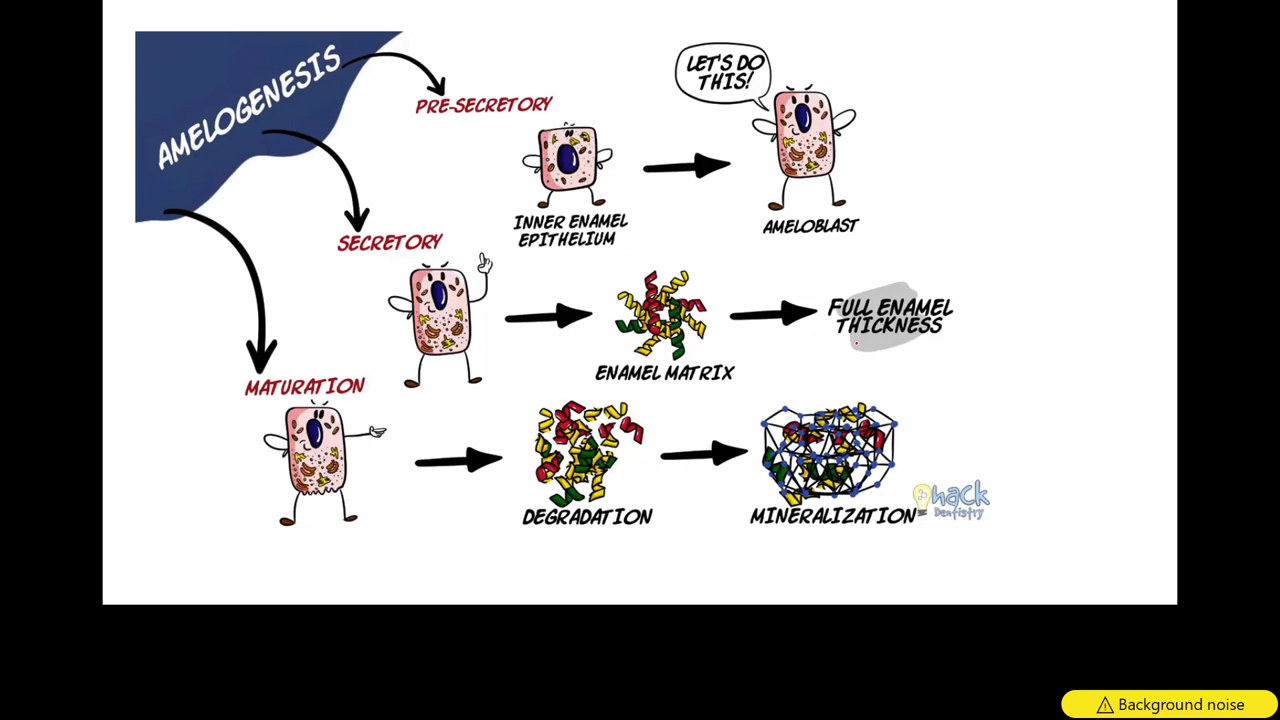 AMELOGENESIS
PRE-SECRETORY
LET'S DO
THIS!
INNER ENAMEL
EPITHELIUM
AMELOBLAST
SECRETORY
ENAMEL MATRIX
FULL ENAMEL
THICKNESS
MATURATION
DEGRADATION
MINERALIZATION
hack
Dentistry
Background noise